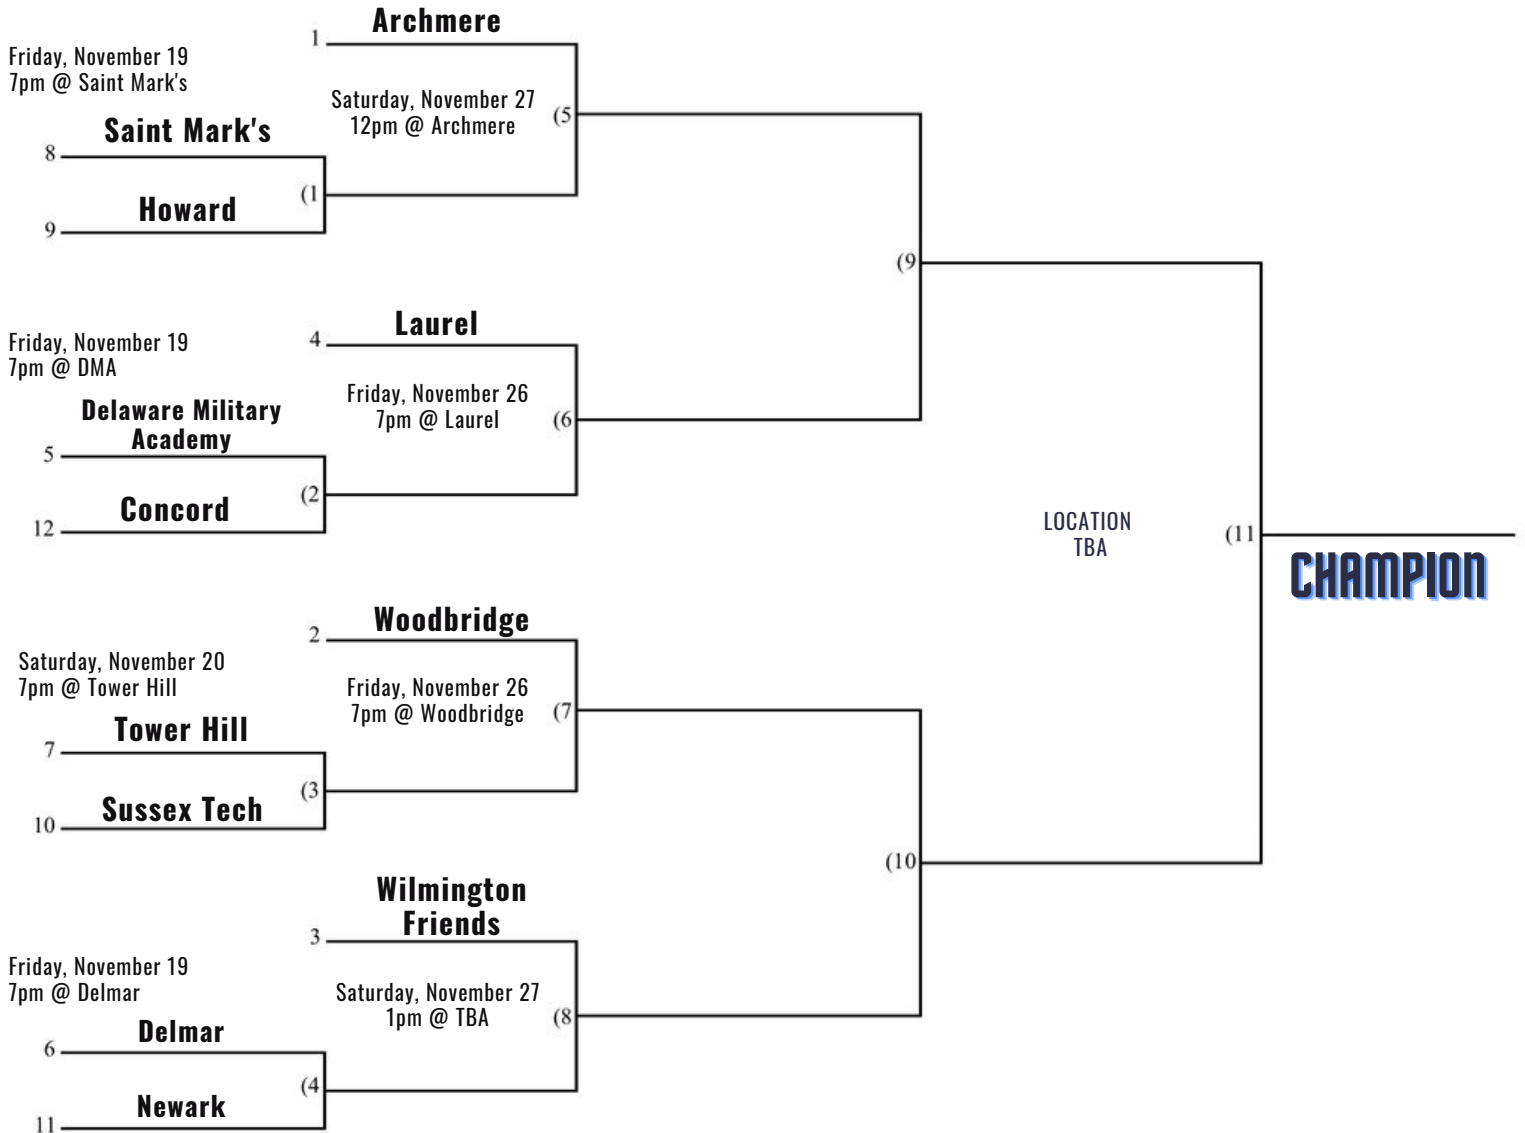 Archmere
1
Friday, November 19
7pm @ Saint Mark's
Saturday, November 27
12pm @ Archmere
(5
Saint Mark's
8
(1
Howard
9
(9
Laurel
4
Friday, November 19
7pm @ DMA
Friday, November 26
7pm @ Laurel
(6
Delaware Military
Academy
5
(2
Concord
12
LOCATION
TBA
(11
CHAMPION
Woodbridge
2
Saturday, November 20
7pm @ Tower Hill
Friday, November 26
7pm @ Woodbridge
(7
Tower Hill
7
(3
Sussex Tech
10
(10
Wilmington
Friends
3
Friday, November 19
7pm @ Delmar
Saturday, November 27
1pm @ TBA
(8
Delmar
6
(4
Newark
11